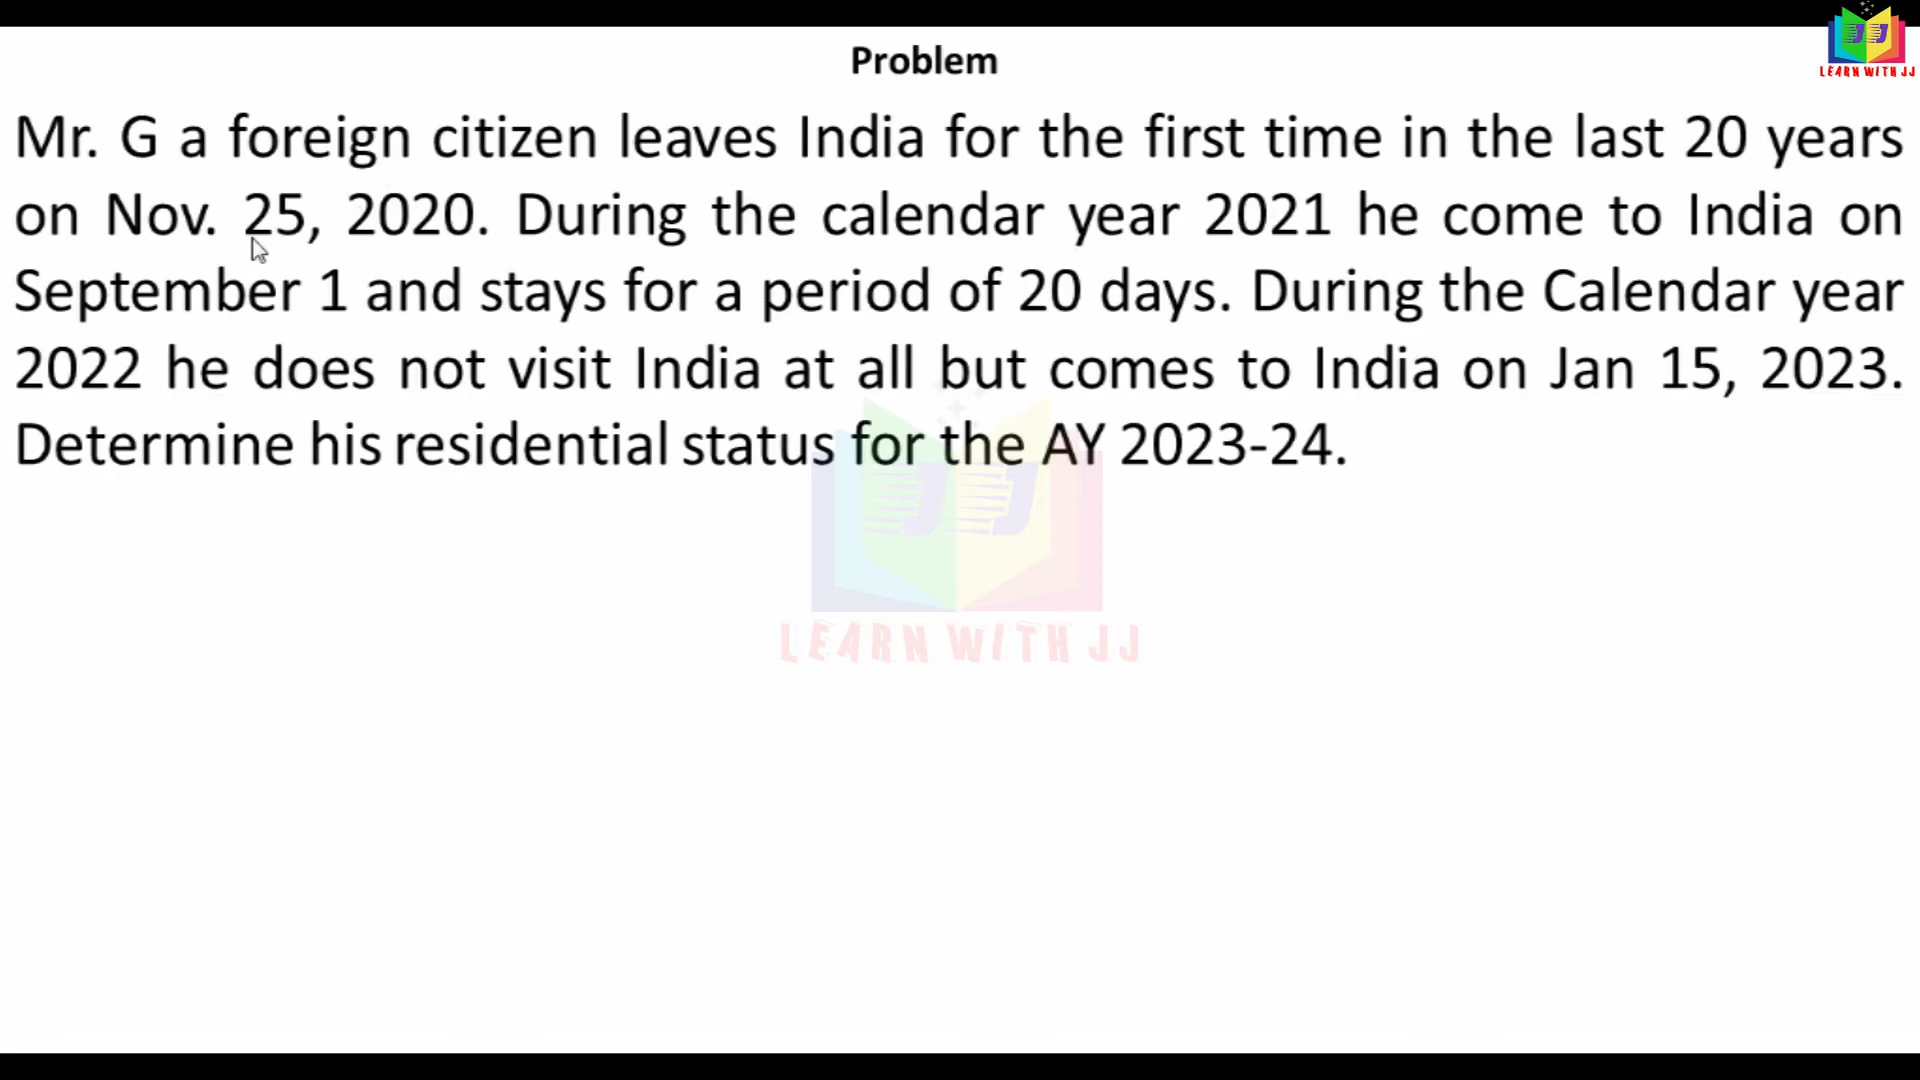 Problem
LEARN WITH JJ
Mr. G a foreign citizen leaves India for the first time in the last 20 years
on Nov. 25, 2020. During the calendar year 2021 he come to India on
September 1 and stays for a period of 20 days. During the Calendar year
2022 he does not visit India at all but comes to India on Jan 15, 2023.
Determine his residential status for the AY 2023-24.
JJ
LEARN WITH JJ